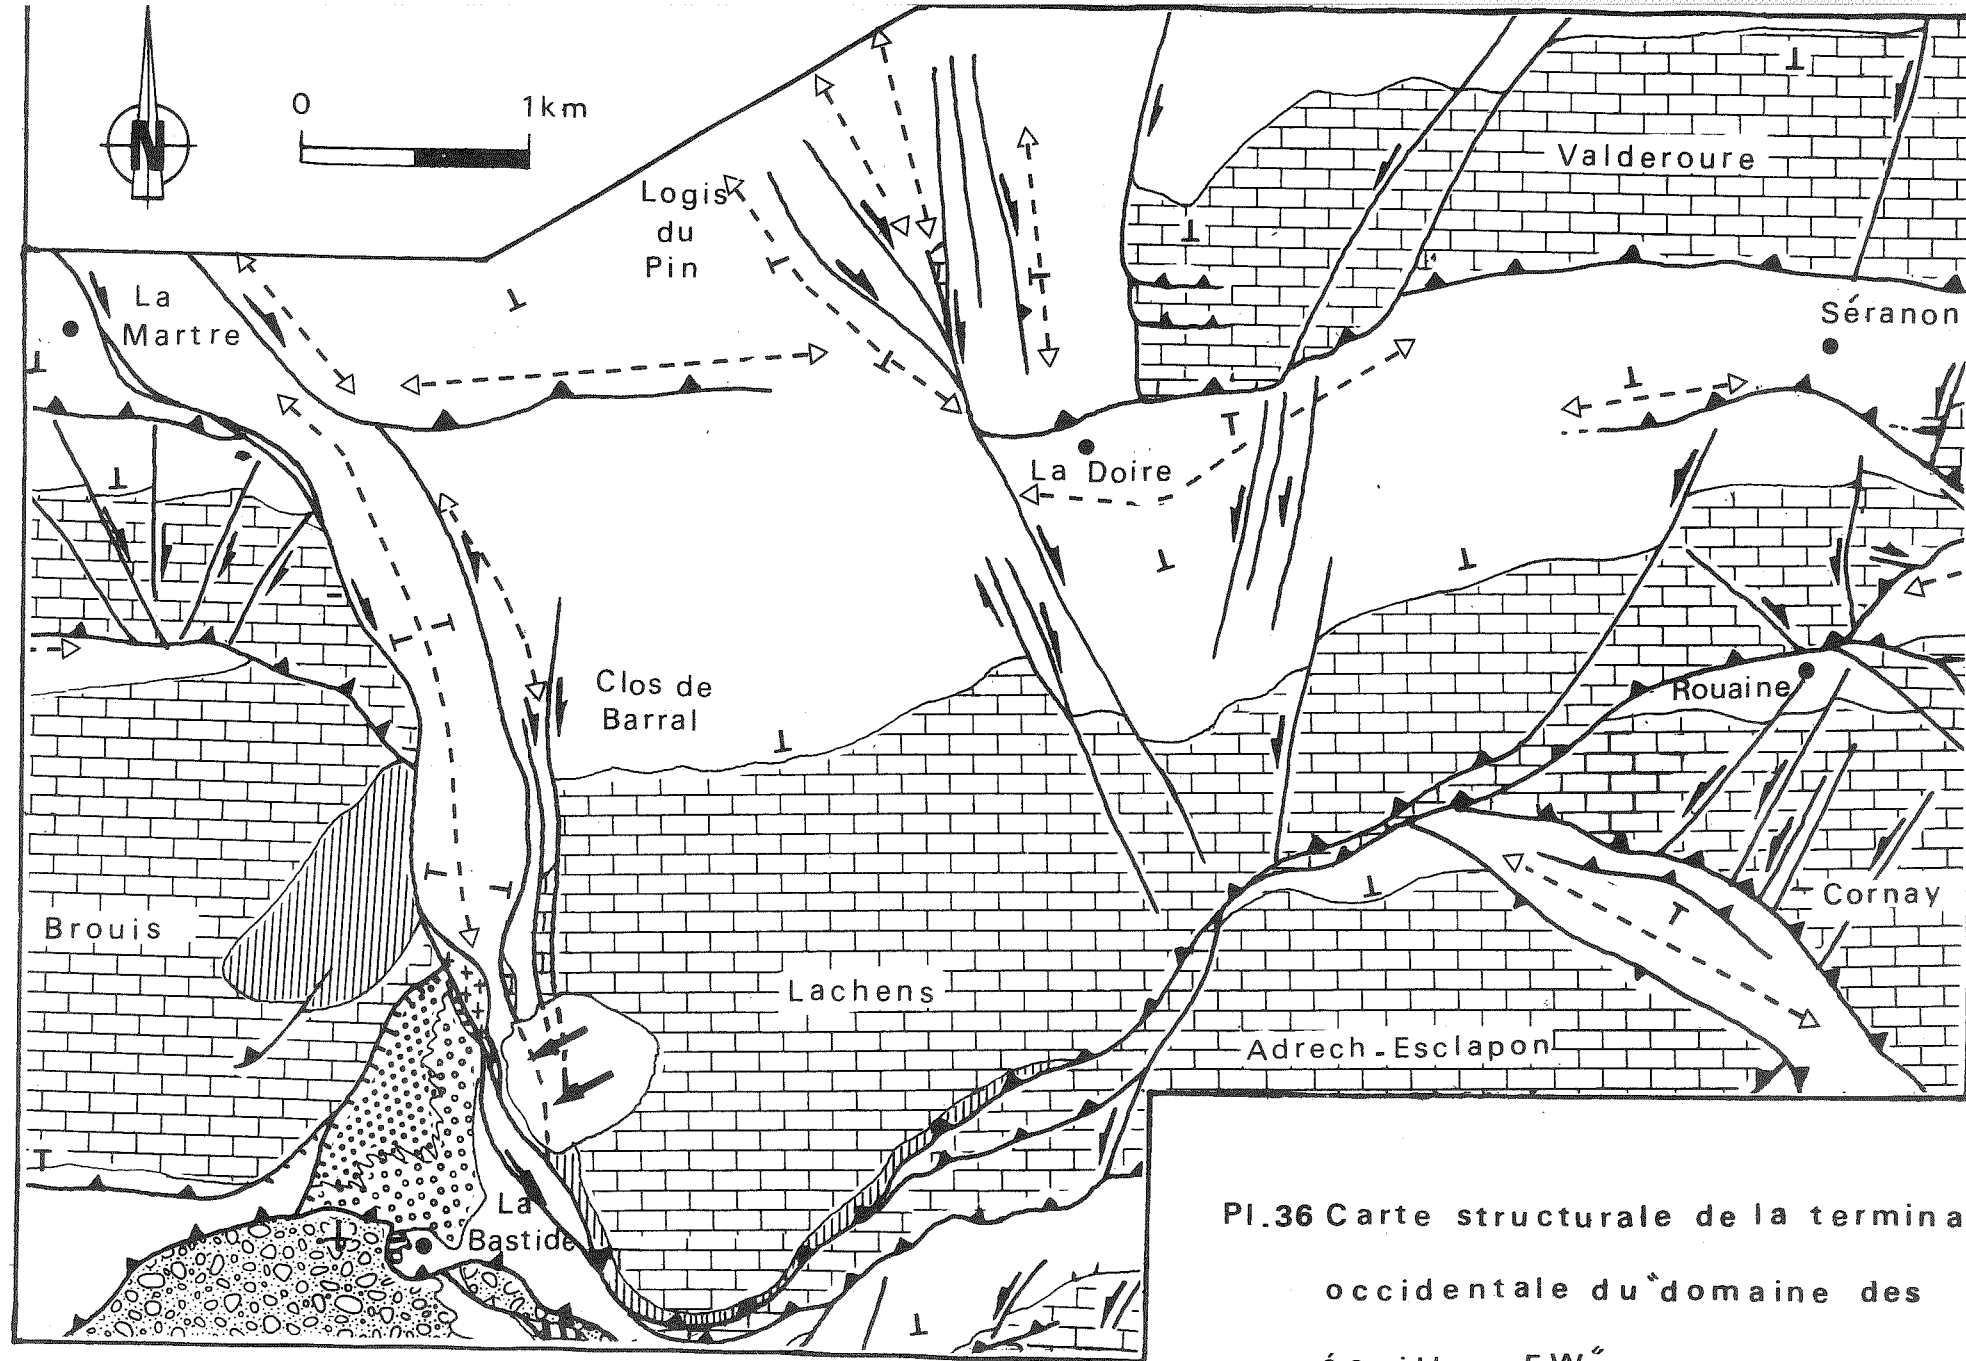 N
0 1km
Valderoure
Logis
du
Pin
La
Martre
Séranon
La Doire
Clos de
Barral
Rouaine
Brouis
Cornay
Lachens
Adrech-Esclapon
La
Bastide
Pl.36 Carte structurale de la termina
occidentale du "domaine des
EW"